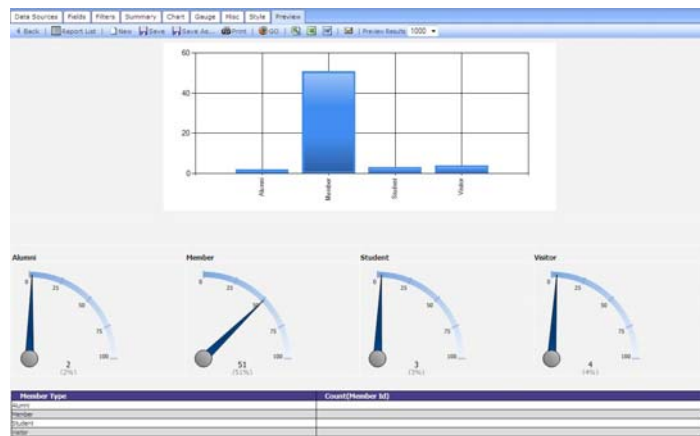 Data Sources Fields Filters Summary Chart Gauge Misc Style Preview
Back Report List New Save Save As... Print GO Preview Results 1000
60
40
20
0
Alumni Member Student Visitor
Alumni Member Student Visitor
0 25 50 75 100 ...
2
(2%)
0 25 50 75 100 ...
51
(51%)
0 25 50 75 100 ...
3
(3%)
0 25 50 75 100 ...
4
(4%)
Member Type Count(Member Id)
Alumni
Member
Student
Visitor